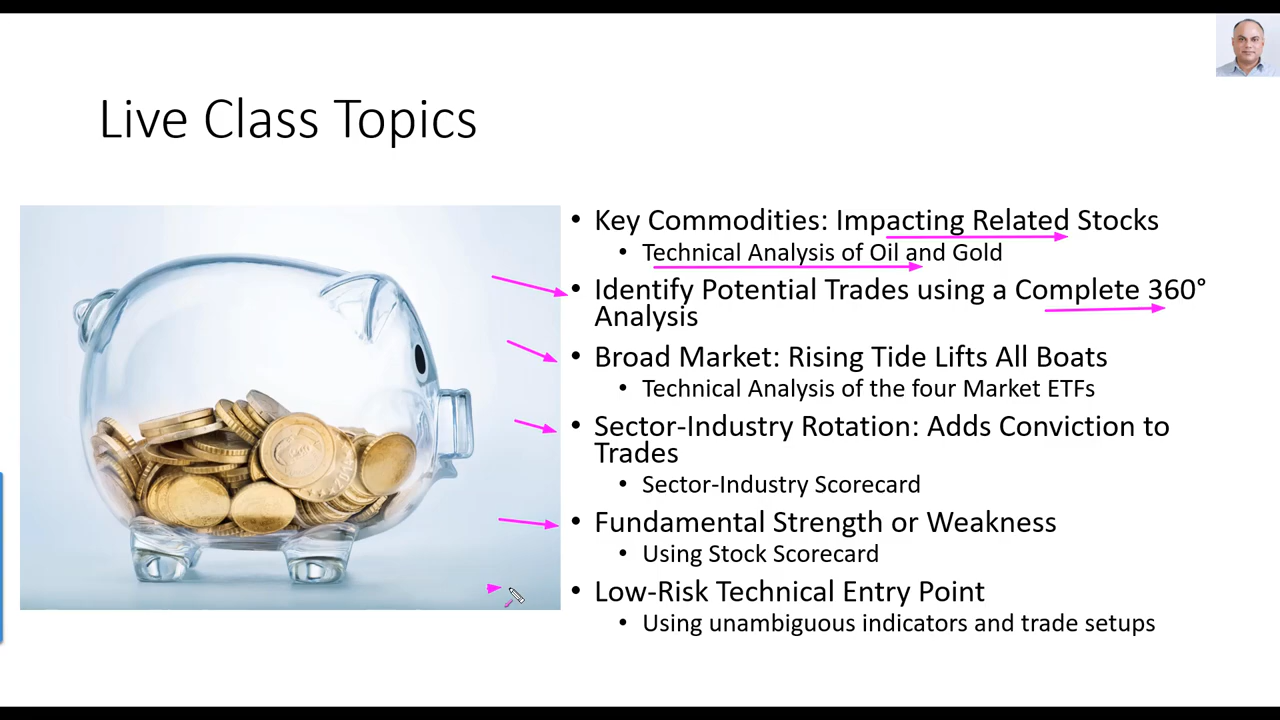 Live Class Topics
• Key Commodities: Impacting Related Stocks
• Technical Analysis of Oil and Gold
• Identify Potential Trades using a Complete 360°
Analysis
• Broad Market: Rising Tide Lifts All Boats
• Technical Analysis of the four Market ETFs
• Sector-Industry Rotation: Adds Conviction to
Trades
• Sector-Industry Scorecard
• Fundamental Strength or Weakness
• Using Stock Scorecard
• Low-Risk Technical Entry Point
• Using unambiguous indicators and trade setups